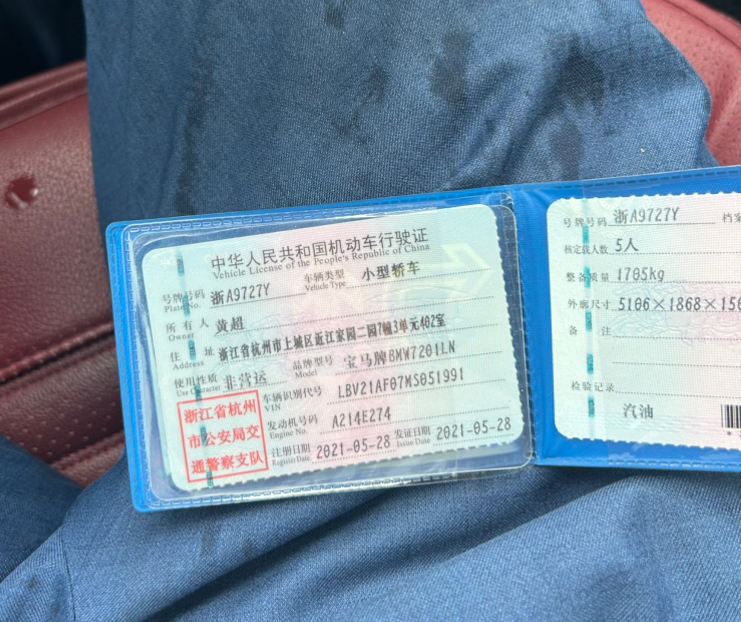 中华人民共和国机动车行驶证
Vehicle License of the People's Republic of China
号牌号码 浙A9727Y 车辆类型 小型轿车
Plate No. Vehicle Type
所有人 黄超
Owner
住址 浙江省杭州市上城区近江家园二园7幢3单元402室
Address
使用性质 非营运 品牌型号 宝马牌BMW7201LN
Use Character Model
浙江省杭州
市公安局交
通警察支队
车辆识别代号 LBV21AF07MS051991
VIN
发动机号码 A214E274
Engine No.
注册日期 2021-05-28 发证日期 2021-05-28
Register Date Issue Date
号牌号码 浙A9727Y
核定载人数 5人
整备质量 1705kg
外廓尺寸 5106×1868×
备注
检验记录
汽油